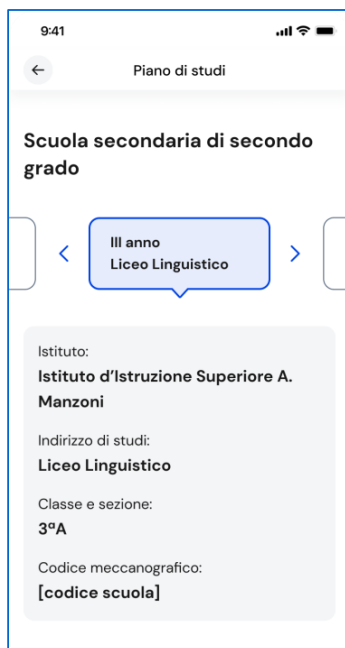 9:41
Piano di studi
Scuola secondaria di secondo
grado
III anno
Liceo Linguistico
Istituto:
Istituto d’Istruzione Superiore A.
Manzoni
Indirizzo di studi:
Liceo Linguistico
Classe e sezione:
3ªA
Codice meccanografico:
[codice scuola]